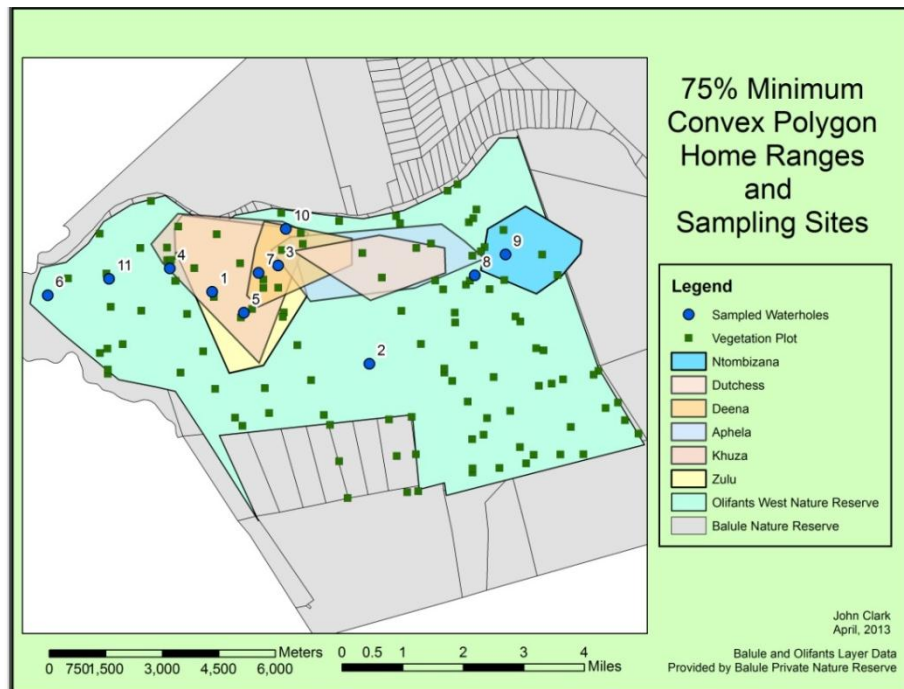 75% Minimum
Convex Polygon
Home Ranges
and
Sampling Sites
10
9
4
7
3
8
11
1
6
5
2
Legend
Sampled Waterholes
Vegetation Plot
Ntombizana
Dutchess
Deena
Aphela
Khuza
Zulu
Olifants West Nature Reserve
Balule Nature Reserve
John Clark
April, 2013
Balule and Olifants Layer Data
Provided by Balule Private Nature Reserve
Meters
0 750 1,500 3,000 4,500 6,000
0 0.5 1 2 3 4
Miles